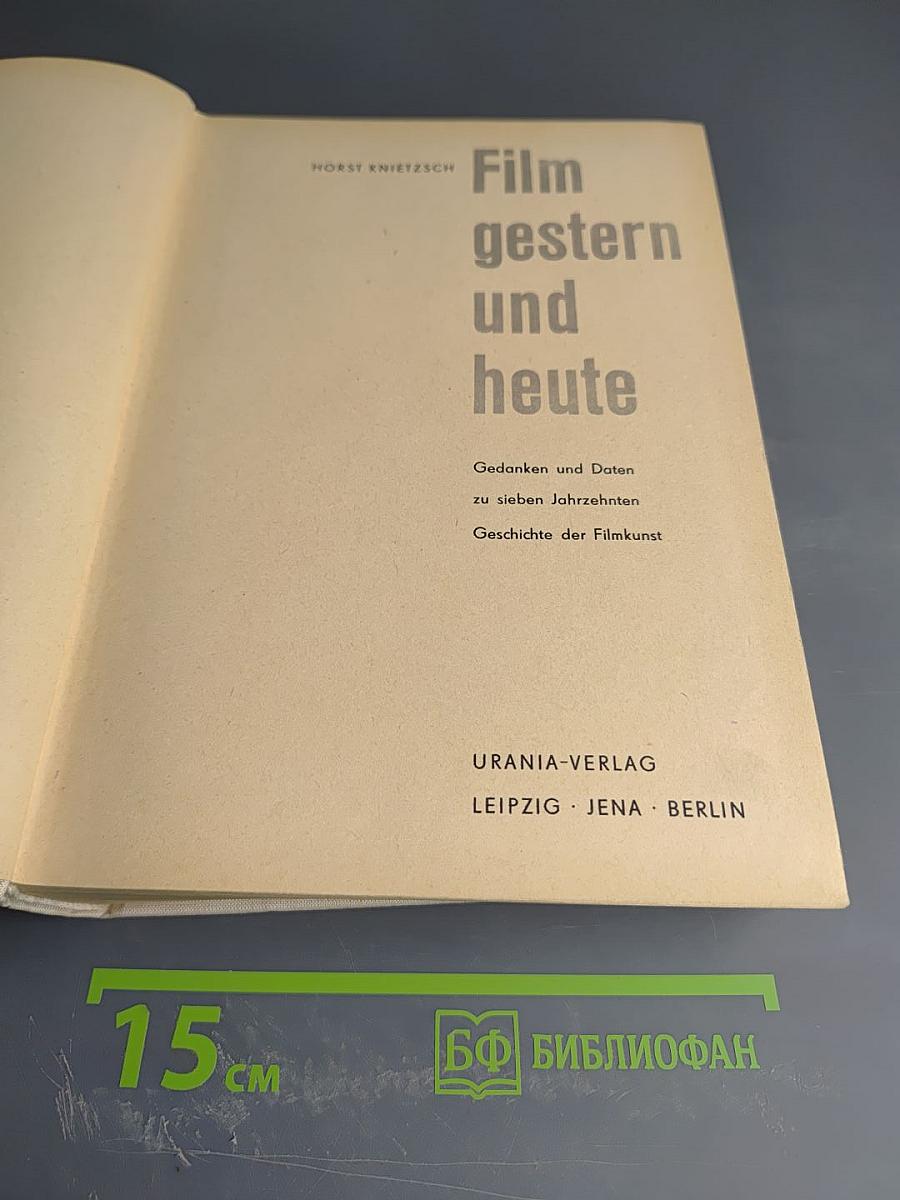 HORST KNIETZSCH
Film
gestern
und
heute
Gedanken und Daten
zu sieben Jahrzehnten
Geschichte der Filmkunst
URANIA-VERLAG
LEIPZIG · JENA · BERLIN
15 см
БФ БИБЛИОФАН